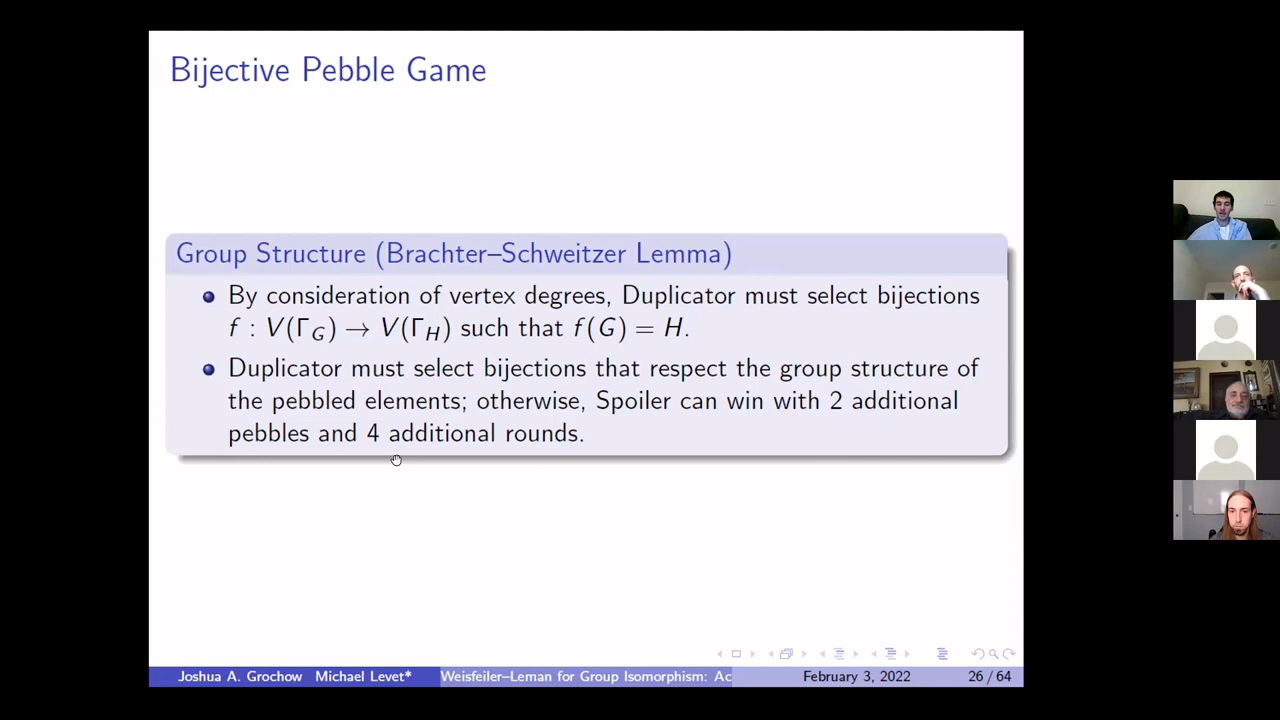 Bijective Pebble Game
Group Structure (Brachter–Schweitzer Lemma)
By consideration of vertex degrees, Duplicator must select bijections
f : V(Γ_G) → V(Γ_H) such that f(G) = H.
Duplicator must select bijections that respect the group structure of
the pebbled elements; otherwise, Spoiler can win with 2 additional
pebbles and 4 additional rounds.
Joshua A. Grochow Michael Levet* Weisfeiler–Leman for Group Isomorphism: Ac February 3, 2022 26 / 64